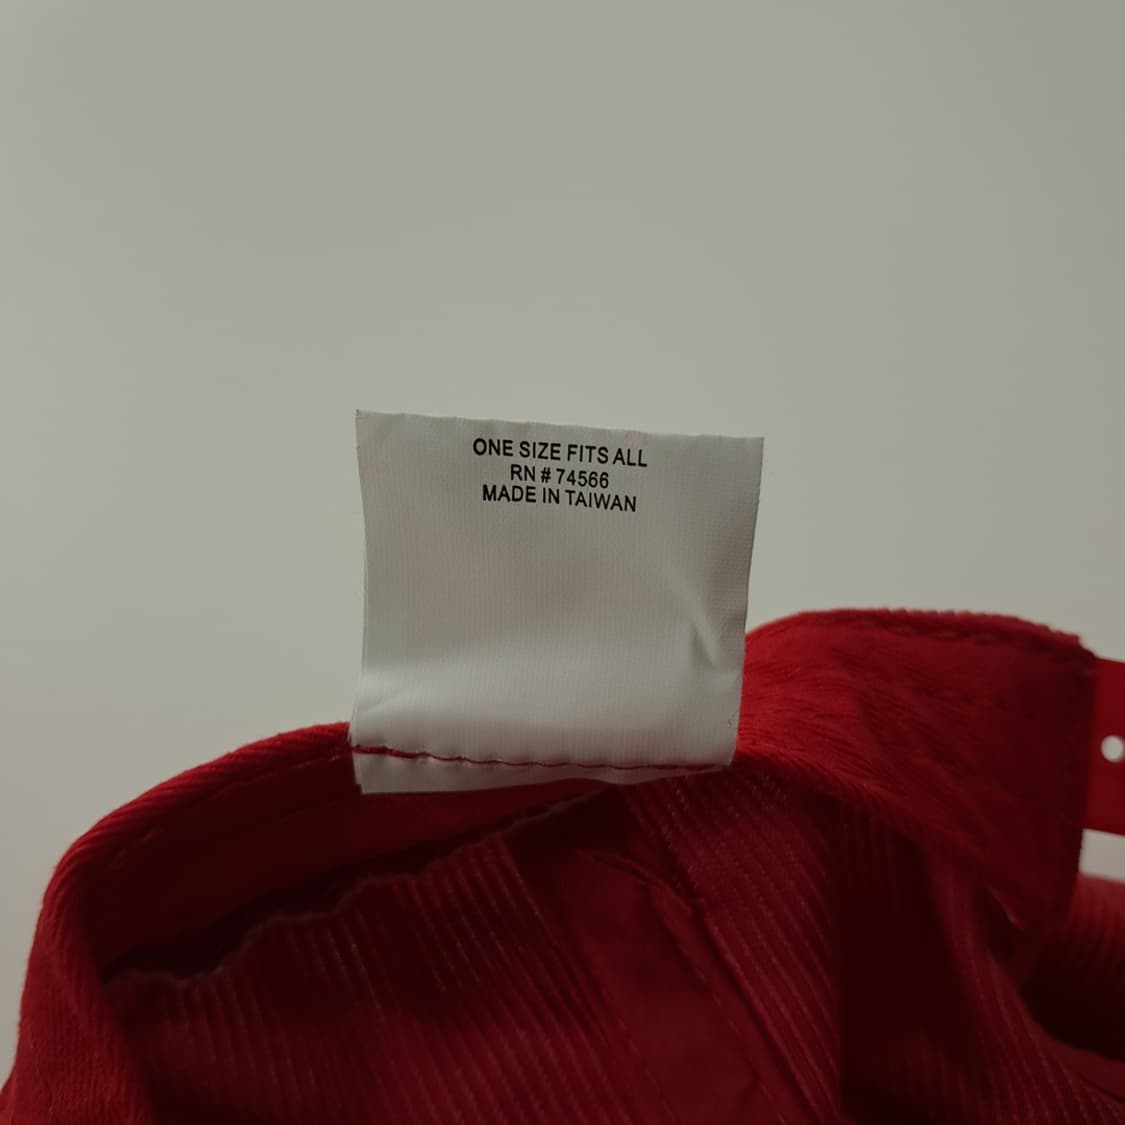 ONE SIZE FITS ALL
RN # 74566
MADE IN TAIWAN